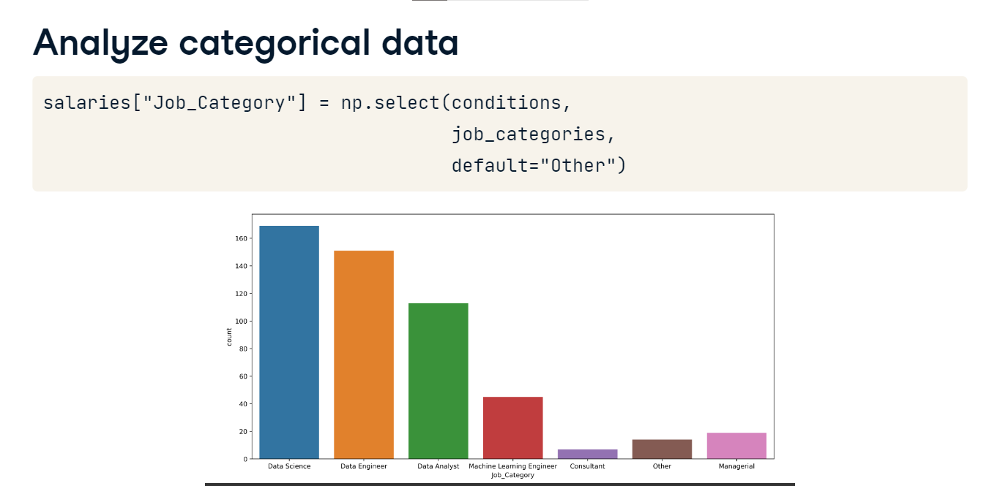 Analyze categorical data
salaries["Job_Category"] = np.select(conditions,
job_categories,
default="Other")
160
140
120
100
80
60
40
20
0
count
Data Science Data Engineer Data Analyst Machine Learning Engineer Consultant Other Managerial
Job_Category